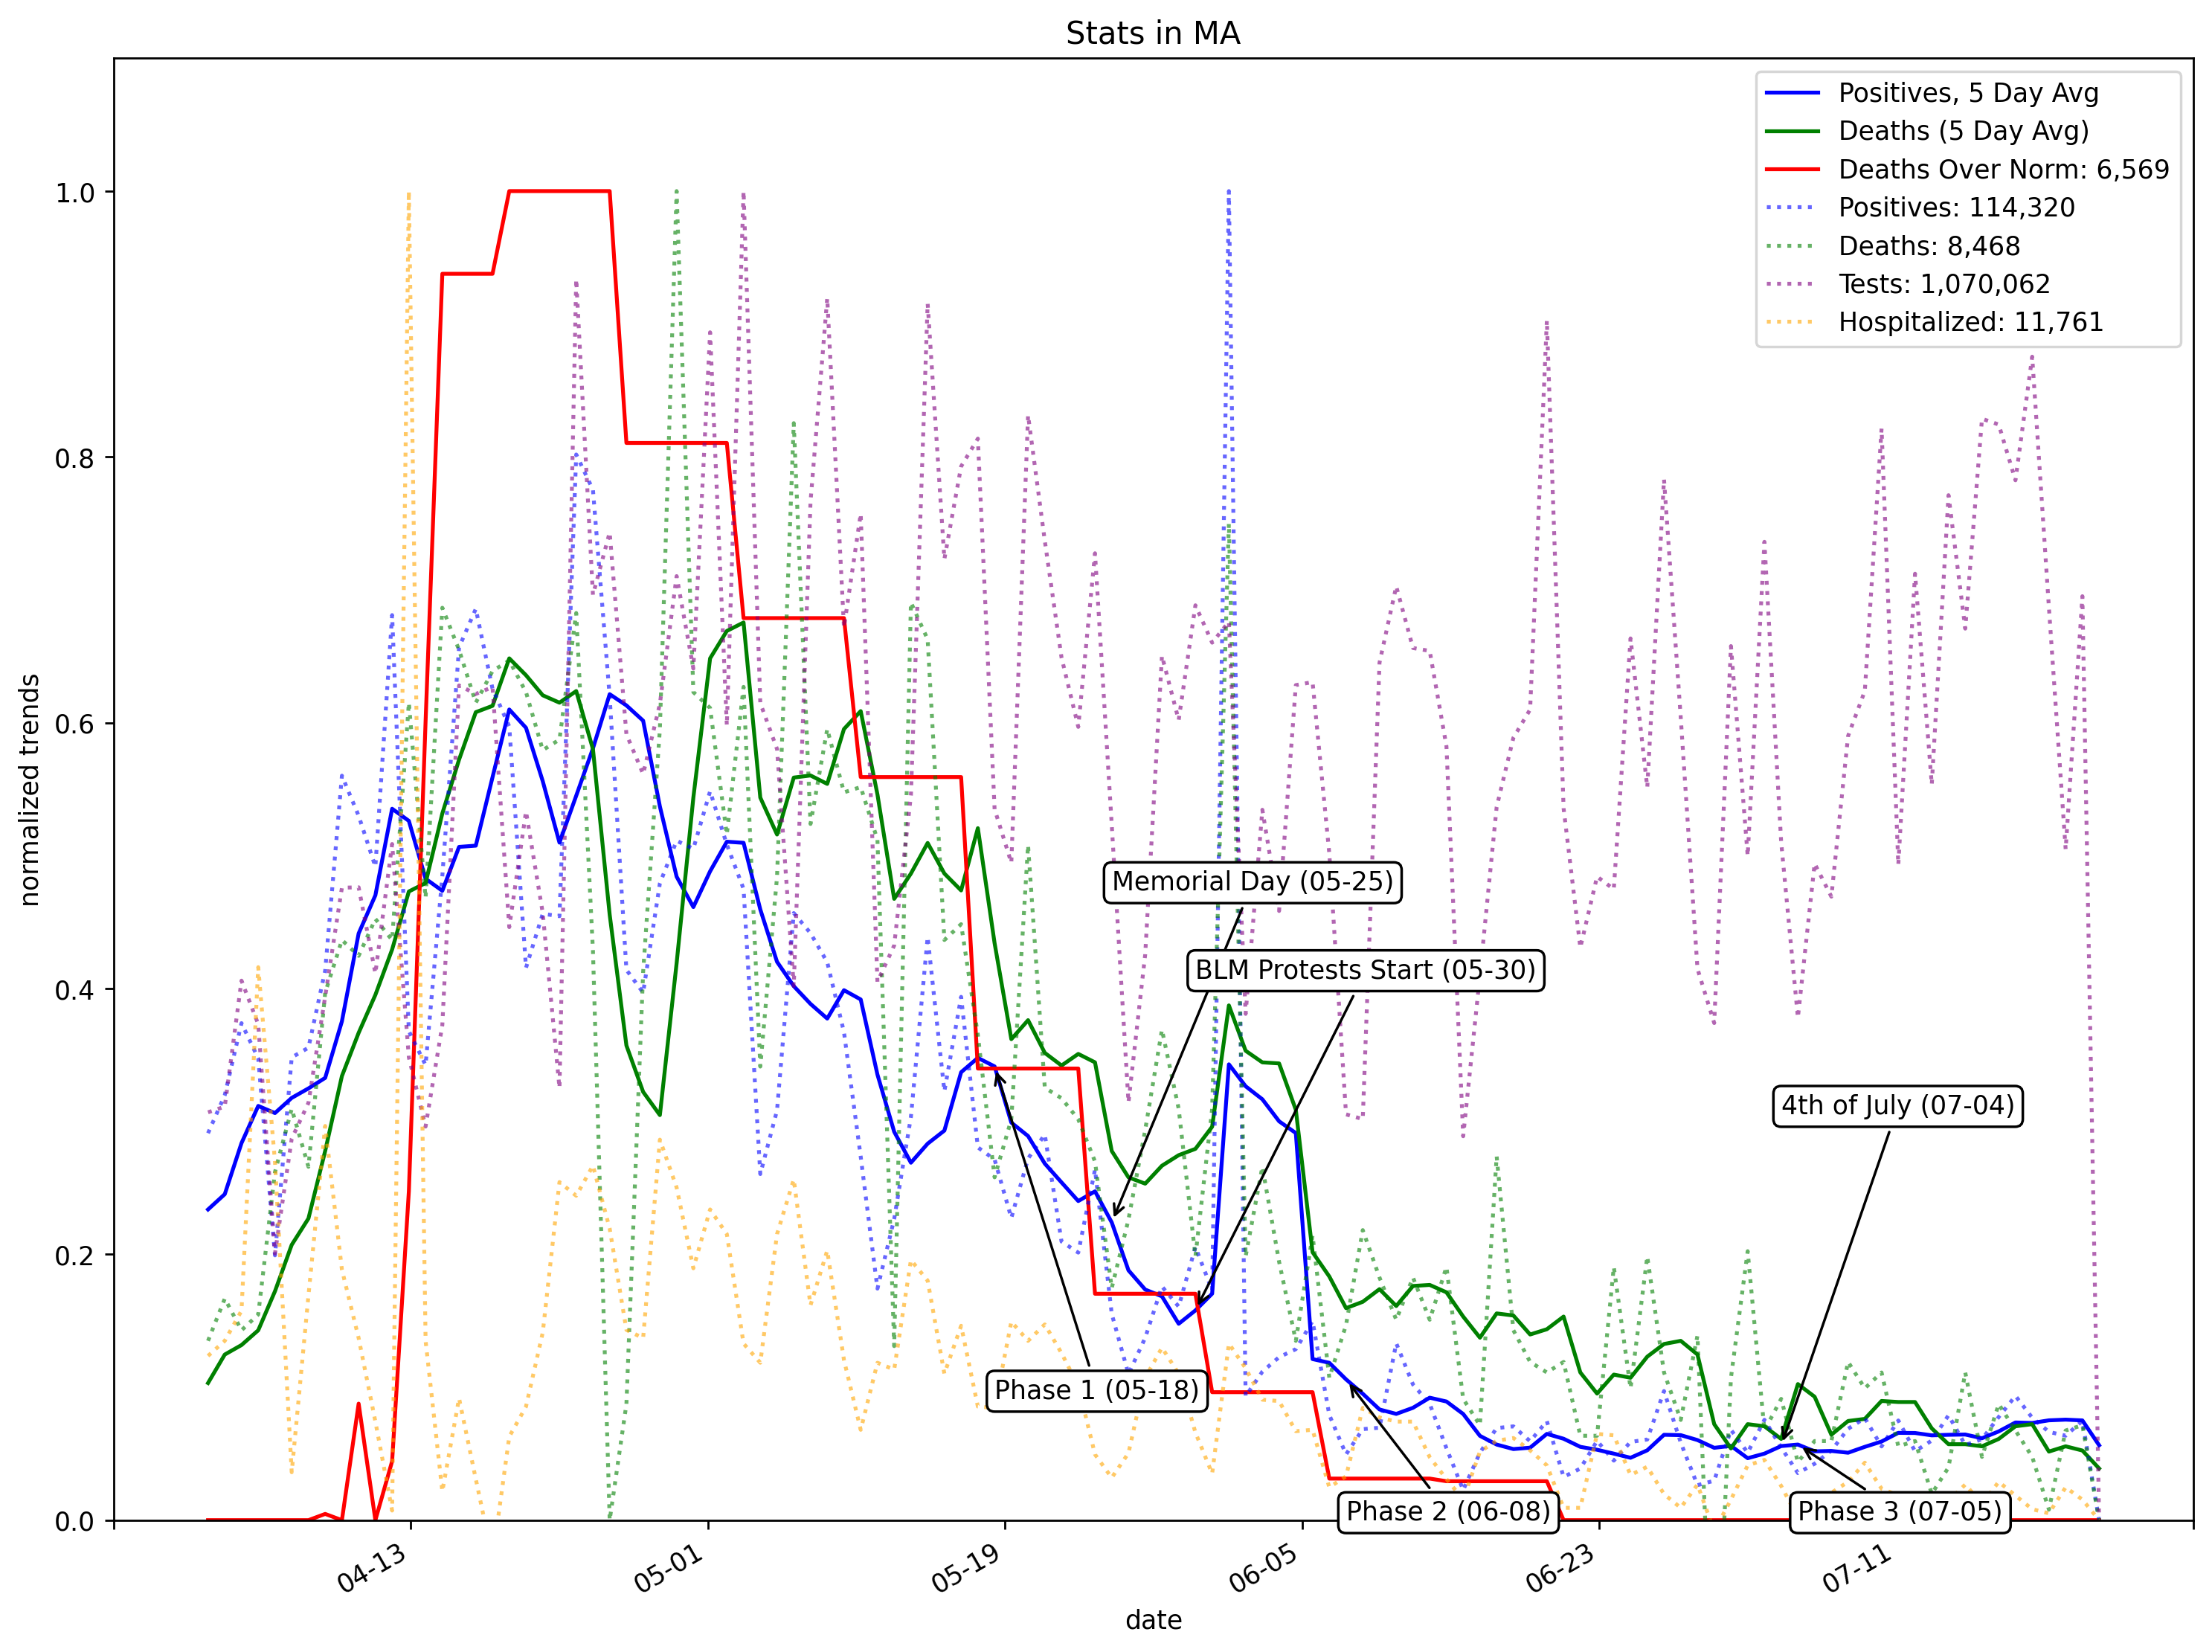 Stats in MA
Positives, 5 Day Avg
Deaths (5 Day Avg)
Deaths Over Norm: 6,569
Positives: 114,320
Deaths: 8,468
Tests: 1,070,062
Hospitalized: 11,761
normalized trends
1.0
0.8
0.6
0.4
0.2
0.0
Memorial Day (05-25)
BLM Protests Start (05-30)
4th of July (07-04)
Phase 1 (05-18)
Phase 2 (06-08)
Phase 3 (07-05)
04-13
05-01
05-19
06-05
06-23
07-11
date